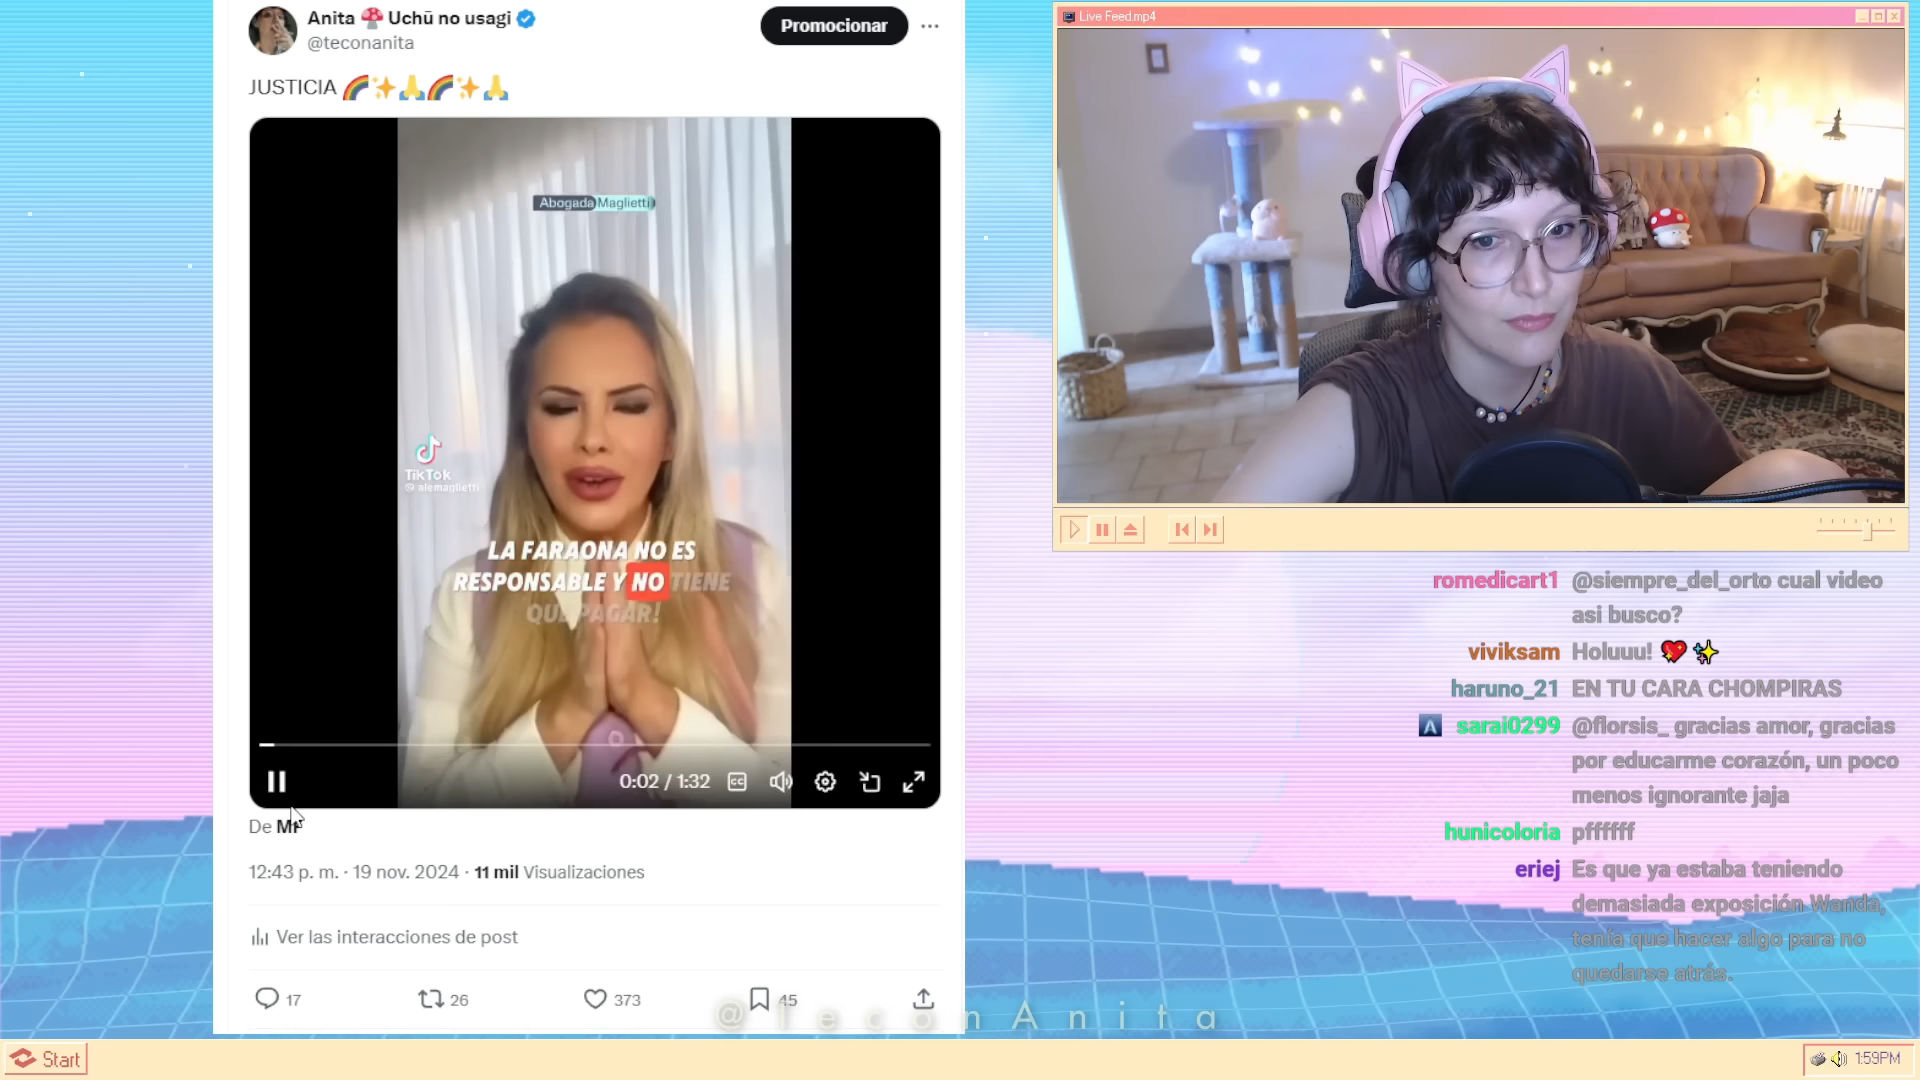 Anita 🍄 Uchū no usagi
@teconanita
Promocionar
JUSTICIA 🌈✨🙏🌈✨🙏
Abogada Maglietti
TikTok
@ alemaglietti
LA FARAONA NO ES
RESPONSABLE Y NO TIENE
QUE PAGAR!
0:02 / 1:32
CC
De Mr
12:43 p. m. · 19 nov. 2024 · 11 mil Visualizaciones
Ver las interacciones de post
17
26
373
45
@TeconAnita
Start
Live Feed.mp4
romedicart1 @siempre_del_orto cual video
asi busco?
viviksam Holuuu! 💖✨
haruno_21 EN TU CARA CHOMPIRAS
A sarai0299 @florsis_ gracias amor, gracias
por educarme corazón, un poco
menos ignorante jaja
hunicoloria pffffff
eriej Es que ya estaba teniendo
demasiada exposición Wanda,
tenía que hacer algo para no
quedarse atrás.
1:59PM